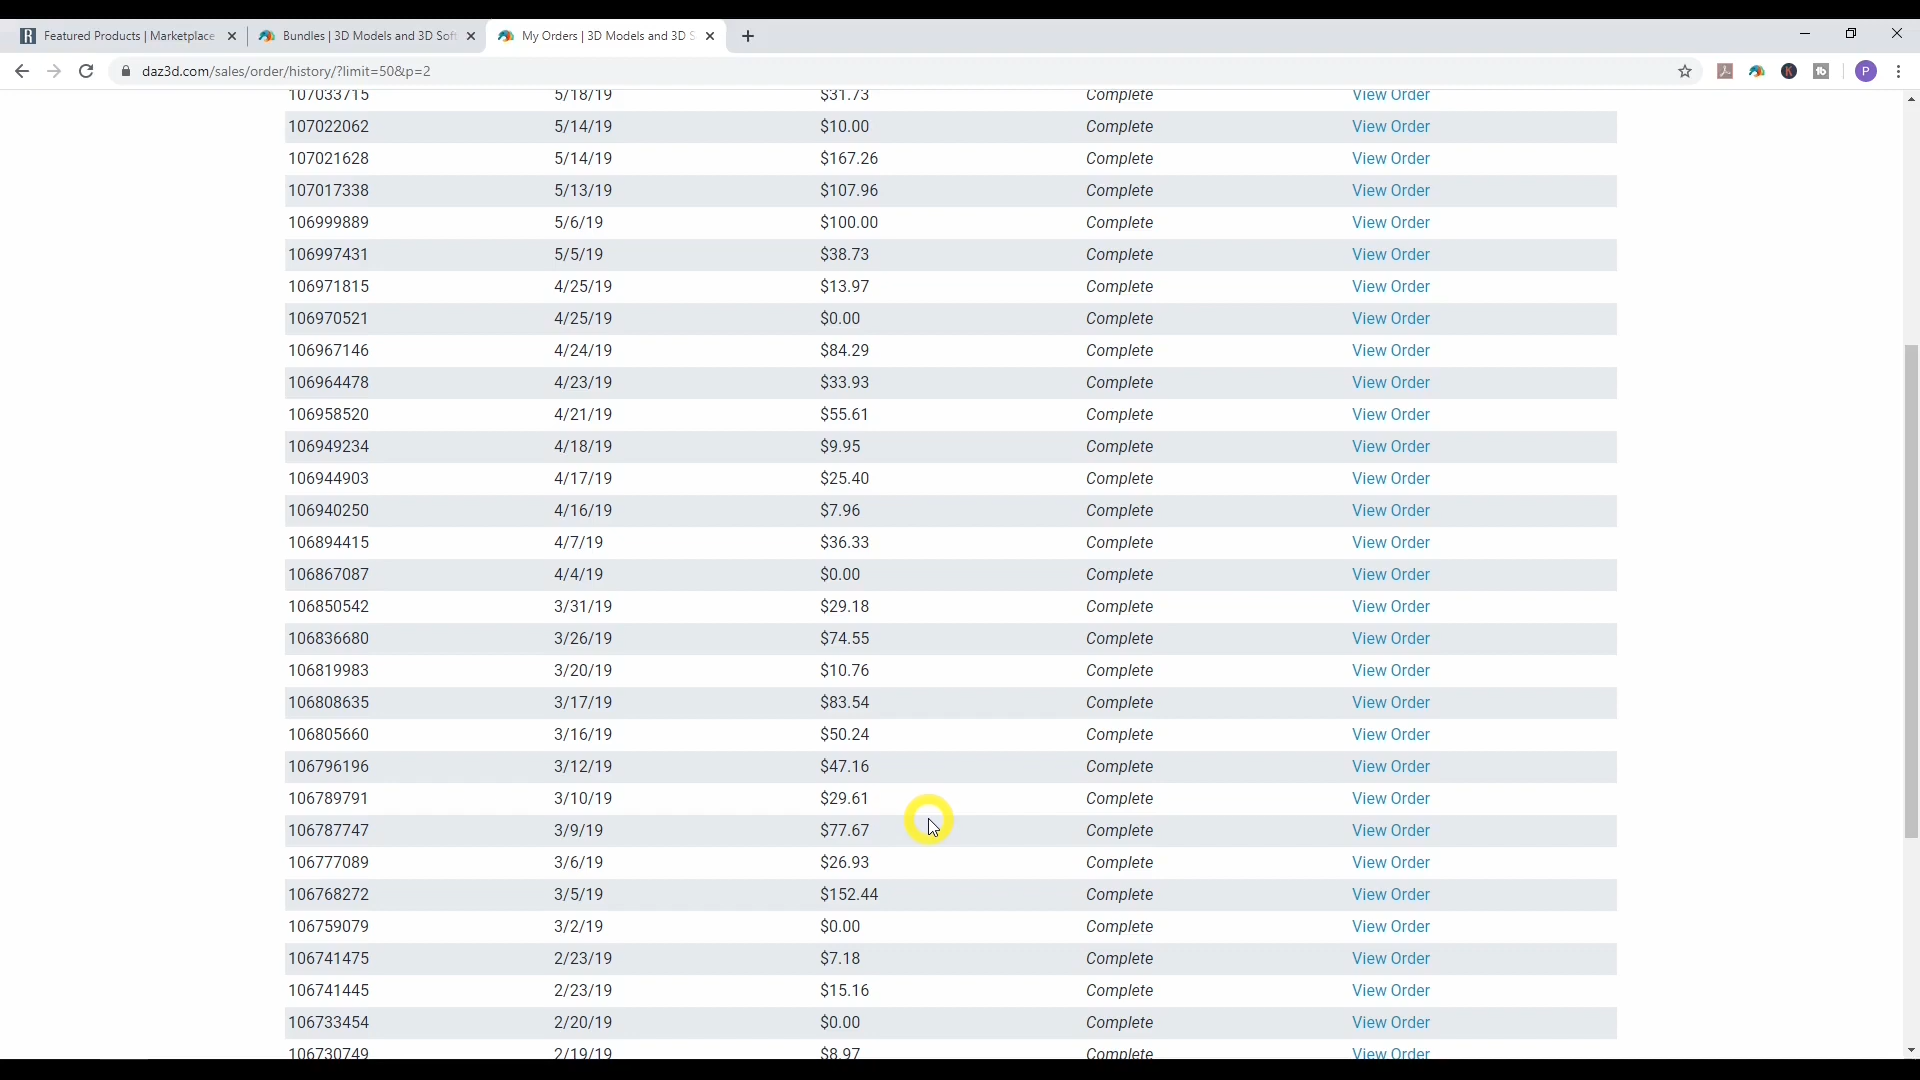 Featured Products | Marketplace
Bundles | 3D Models and 3D Soft
My Orders | 3D Models and 3D S
daz3d.com/sales/order/history/?limit=50&p=2
P
107033715 5/18/19 $31.73 Complete View Order
107022062 5/14/19 $10.00 Complete View Order
107021628 5/14/19 $167.26 Complete View Order
107017338 5/13/19 $107.96 Complete View Order
106999889 5/6/19 $100.00 Complete View Order
106997431 5/5/19 $38.73 Complete View Order
106971815 4/25/19 $13.97 Complete View Order
106970521 4/25/19 $0.00 Complete View Order
106967146 4/24/19 $84.29 Complete View Order
106964478 4/23/19 $33.93 Complete View Order
106958520 4/21/19 $55.61 Complete View Order
106949234 4/18/19 $9.95 Complete View Order
106944903 4/17/19 $25.40 Complete View Order
106940250 4/16/19 $7.96 Complete View Order
106894415 4/7/19 $36.33 Complete View Order
106867087 4/4/19 $0.00 Complete View Order
106850542 3/31/19 $29.18 Complete View Order
106836680 3/26/19 $74.55 Complete View Order
106819983 3/20/19 $10.76 Complete View Order
106808635 3/17/19 $83.54 Complete View Order
106805660 3/16/19 $50.24 Complete View Order
106796196 3/12/19 $47.16 Complete View Order
106789791 3/10/19 $29.61 Complete View Order
106787747 3/9/19 $77.67 Complete View Order
106777089 3/6/19 $26.93 Complete View Order
106768272 3/5/19 $152.44 Complete View Order
106759079 3/2/19 $0.00 Complete View Order
106741475 2/23/19 $7.18 Complete View Order
106741445 2/23/19 $15.16 Complete View Order
106733454 2/20/19 $0.00 Complete View Order
106730749 2/19/19 $8.97 Complete View Order